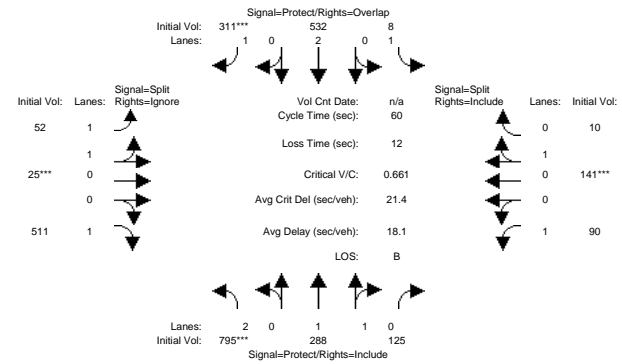 Signal=Protect/Rights=Overlap
Initial Vol: 311*** 532 8
Lanes: 1 0 2 0 1
Signal=Split
Rights=Ignore
Initial Vol: Lanes:
Vol Cnt Date: n/a
Signal=Split
Rights=Include
Lanes: Initial Vol:
Cycle Time (sec): 60
52 1
0 10
Loss Time (sec): 12
1
1
25*** 0
Critical V/C: 0.661
0 141***
0
Avg Crit Del (sec/veh): 21.4
0
511 1
Avg Delay (sec/veh): 18.1
1 90
LOS: B
Lanes: 2 0 1 1 0
Initial Vol: 795*** 288 125
Signal=Protect/Rights=Include